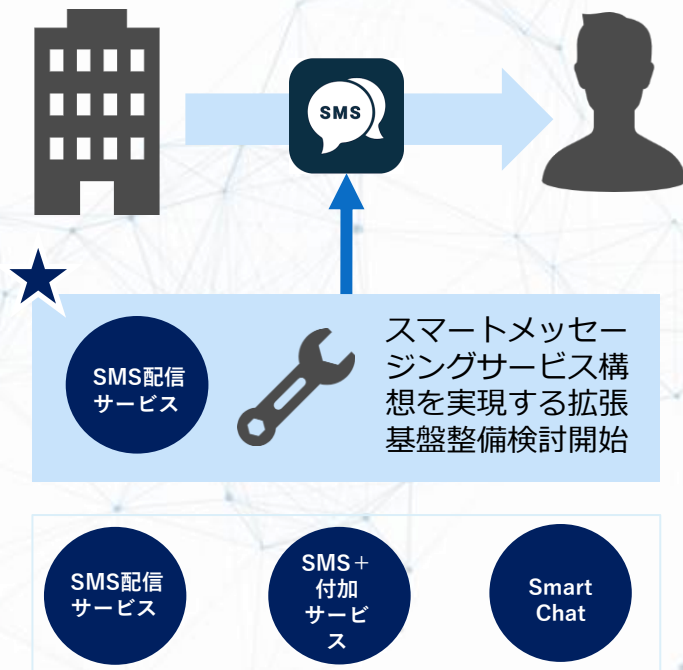 SMS
SMS配信
サービス
スマートメッセー
ジングサービス構
想を実現する拡張
基盤整備検討開始
SMS配信
サービス
SMS＋
付加
サービ
ス
Smart
Chat